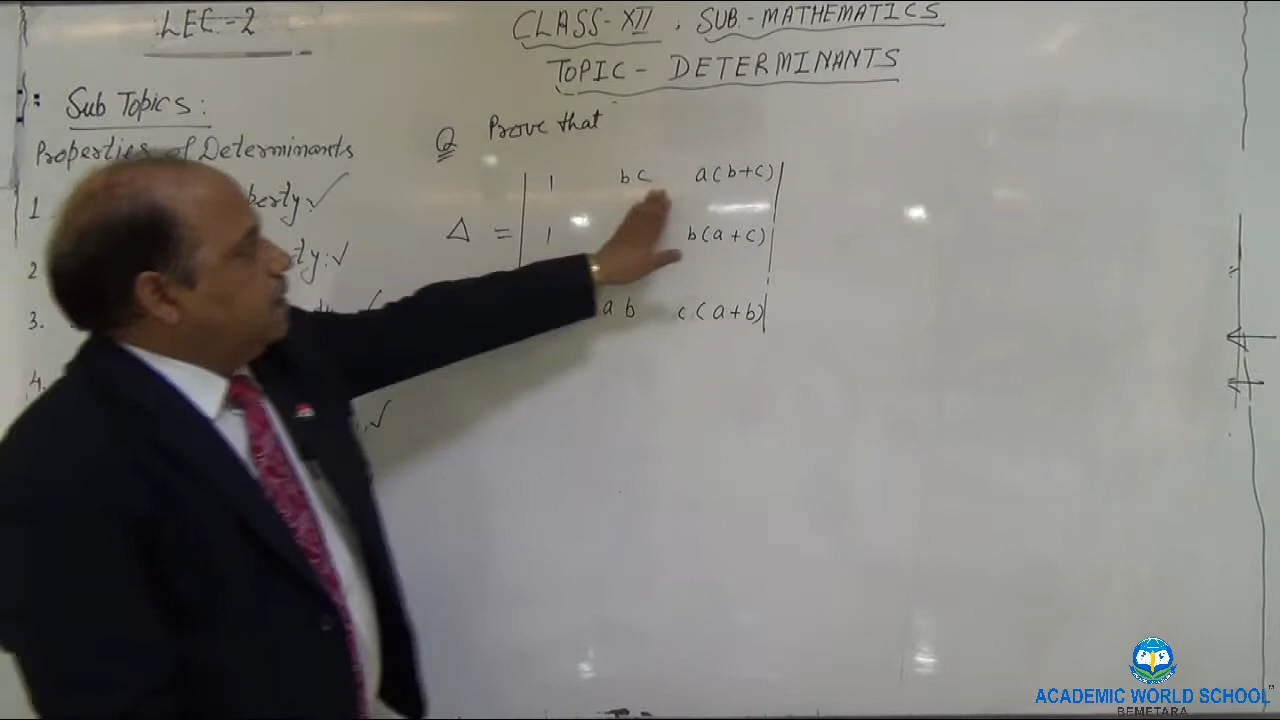 LEC-2
CLASS-XII, SUB.-MATHEMATICS
TOPIC- DETERMINANTS
Sub Topics:
Properties of Determinants
1
2
3.
4.
Q Prove that
Δ =
1 bc a(b+c)
1 b(a+c)
ab c(a+b)
ACADEMIC WORLD SCHOOL
BEMETARA